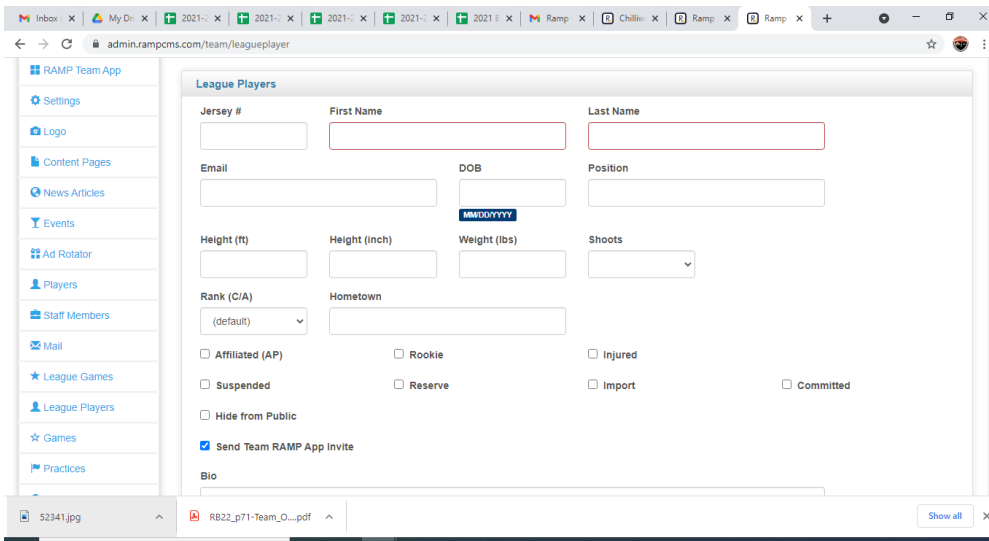 Inbox (
My Dri
2021-2
2021-2
2021-2
2021-2
2021 B
Ramp
Chilliw
Ramp
Ramp
admin.rampcms.com/team/leagueplayer
RAMP Team App
Settings
Logo
Content Pages
News Articles
Events
Ad Rotator
Players
Staff Members
Mail
League Games
League Players
Games
Practices
League Players
Jersey # First Name Last Name
Email DOB Position
MM/DD/YYYY
Height (ft) Height (inch) Weight (lbs) Shoots
Rank (C/A) Hometown
(default)
Affiliated (AP) Rookie Injured
Suspended Reserve Import Committed
Hide from Public
Send Team RAMP App Invite
Bio
52341.jpg
RB22_p71-Team_O....pdf
Show all